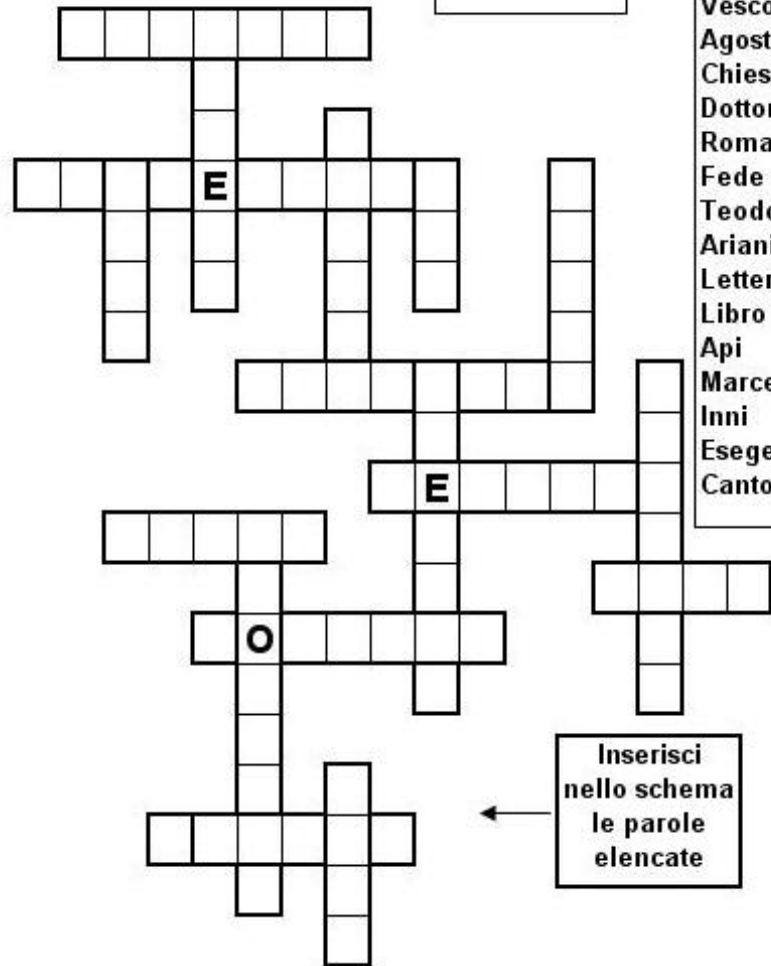 Vesco
Agost
Chies
Dottor
Roma
Fede
Teodo
Ariani
Letter
Libro
Api
Marce
Inni
Esege
Canto
E
E
O
Inserisci
nello schema
le parole
elencate